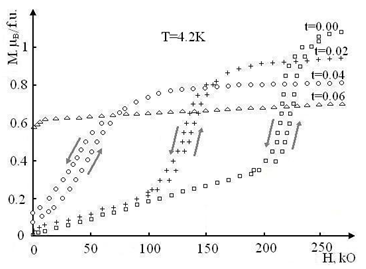 M, μB/f.u.
T=4.2K
t=0.00
t=0.02
t=0.04
t=0.06
1
0.8
0.6
0.4
0.2
0
0 50 100 150 200 250
H, kO